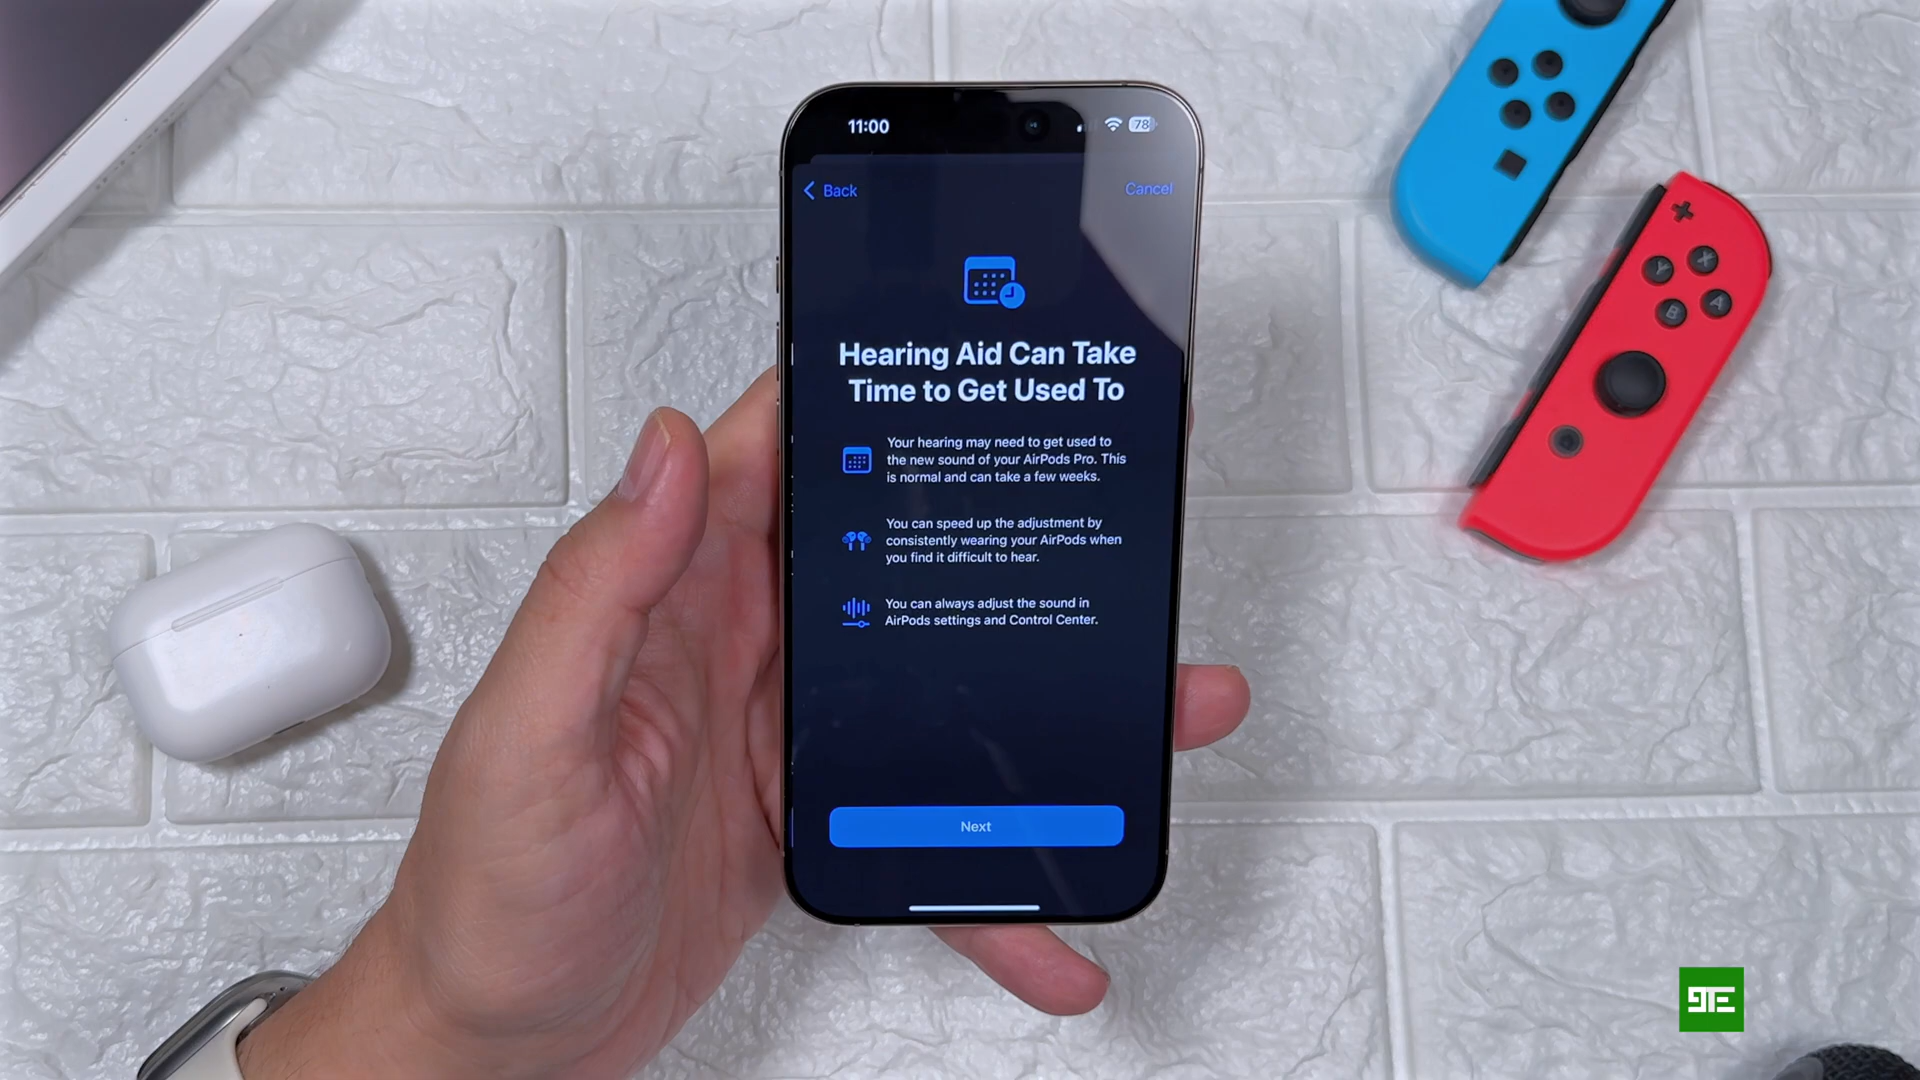 11:00
78
Back
Cancel
Hearing Aid Can Take
Time to Get Used To
Your hearing may need to get used to
the new sound of your AirPods Pro. This
is normal and can take a few weeks.
You can speed up the adjustment by
consistently wearing your AirPods when
you find it difficult to hear.
You can always adjust the sound in
AirPods settings and Control Center.
Next
X
Y
A
B
9TE